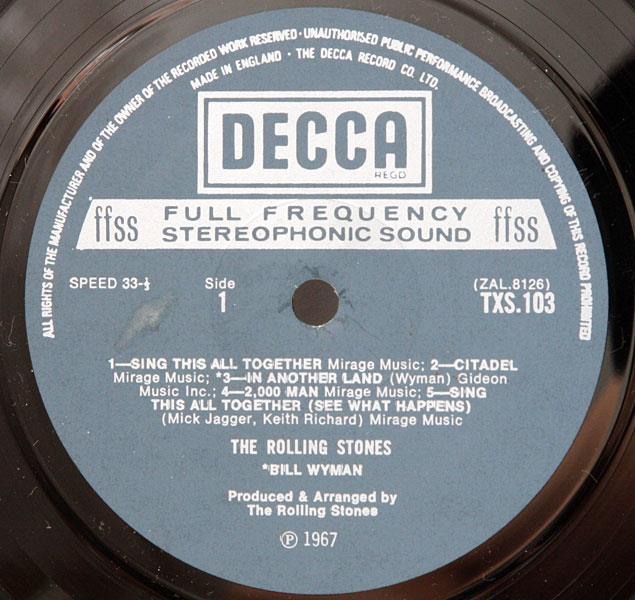 ALL RIGHTS OF THE MANUFACTURER AND OF THE OWNER OF THE RECORDED WORK RESERVED · UNAUTHORISED PUBLIC PERFORMANCE BROADCASTING AND COPYING OF THIS RECORD PROHIBITED
MADE IN ENGLAND · THE DECCA RECORD CO. LTD.
DECCA
REGD
ffss FULL FREQUENCY ffss
STEREOPHONIC SOUND
SPEED 33-⅓ Side (ZAL.8126)
1 TXS.103
1—SING THIS ALL TOGETHER Mirage Music; 2—CITADEL
Mirage Music; *3—IN ANOTHER LAND (Wyman) Gideon
Music Inc.; 4—2,000 MAN Mirage Music; 5—SING
THIS ALL TOGETHER (SEE WHAT HAPPENS)
(Mick Jagger, Keith Richard) Mirage Music
THE ROLLING STONES
*BILL WYMAN
Produced & Arranged by
The Rolling Stones
℗ 1967